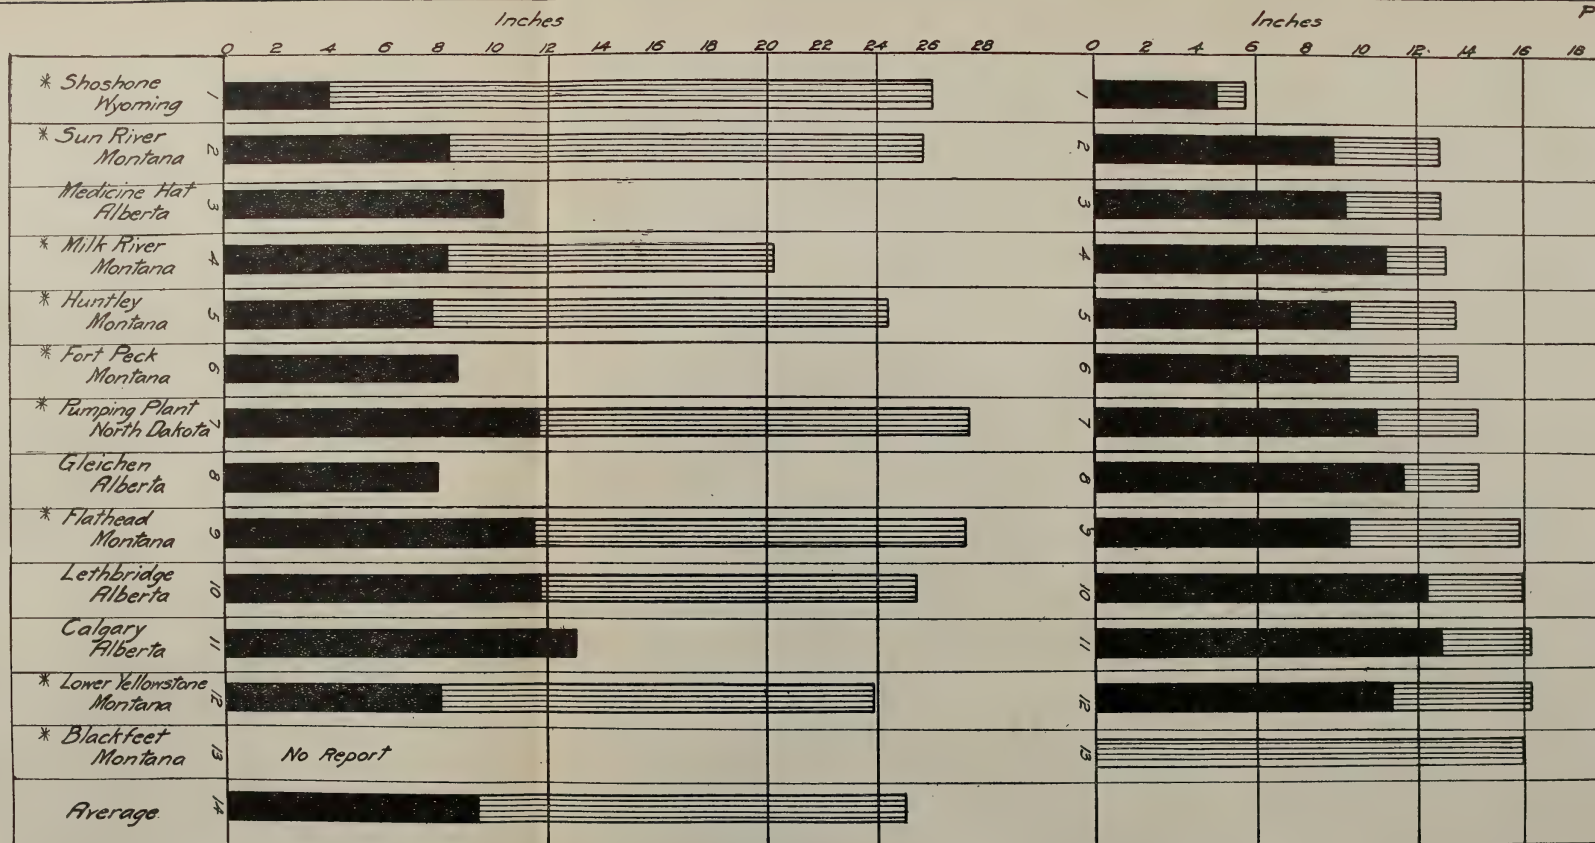 Inches
0 2 4 6 8 10 12 14 16 18 20 22 24 26 28
Inches
0 2 4 6 8 10 12 14 16 18
P
* Shoshone
Wyoming
1
1
* Sun River
Montana
2
2
Medicine Hat
Alberta
3
3
* Milk River
Montana
4
4
* Huntley
Montana
5
5
* Fort Peck
Montana
6
6
* Pumping Plant
North Dakota
7
7
Gleichen
Alberta
8
8
* Flathead
Montana
9
9
Lethbridge
Alberta
10
10
Calgary
Alberta
11
11
* Lower Yellowstone
Montana
12
12
* Blackfeet
Montana
13
No Report
13
Average
14